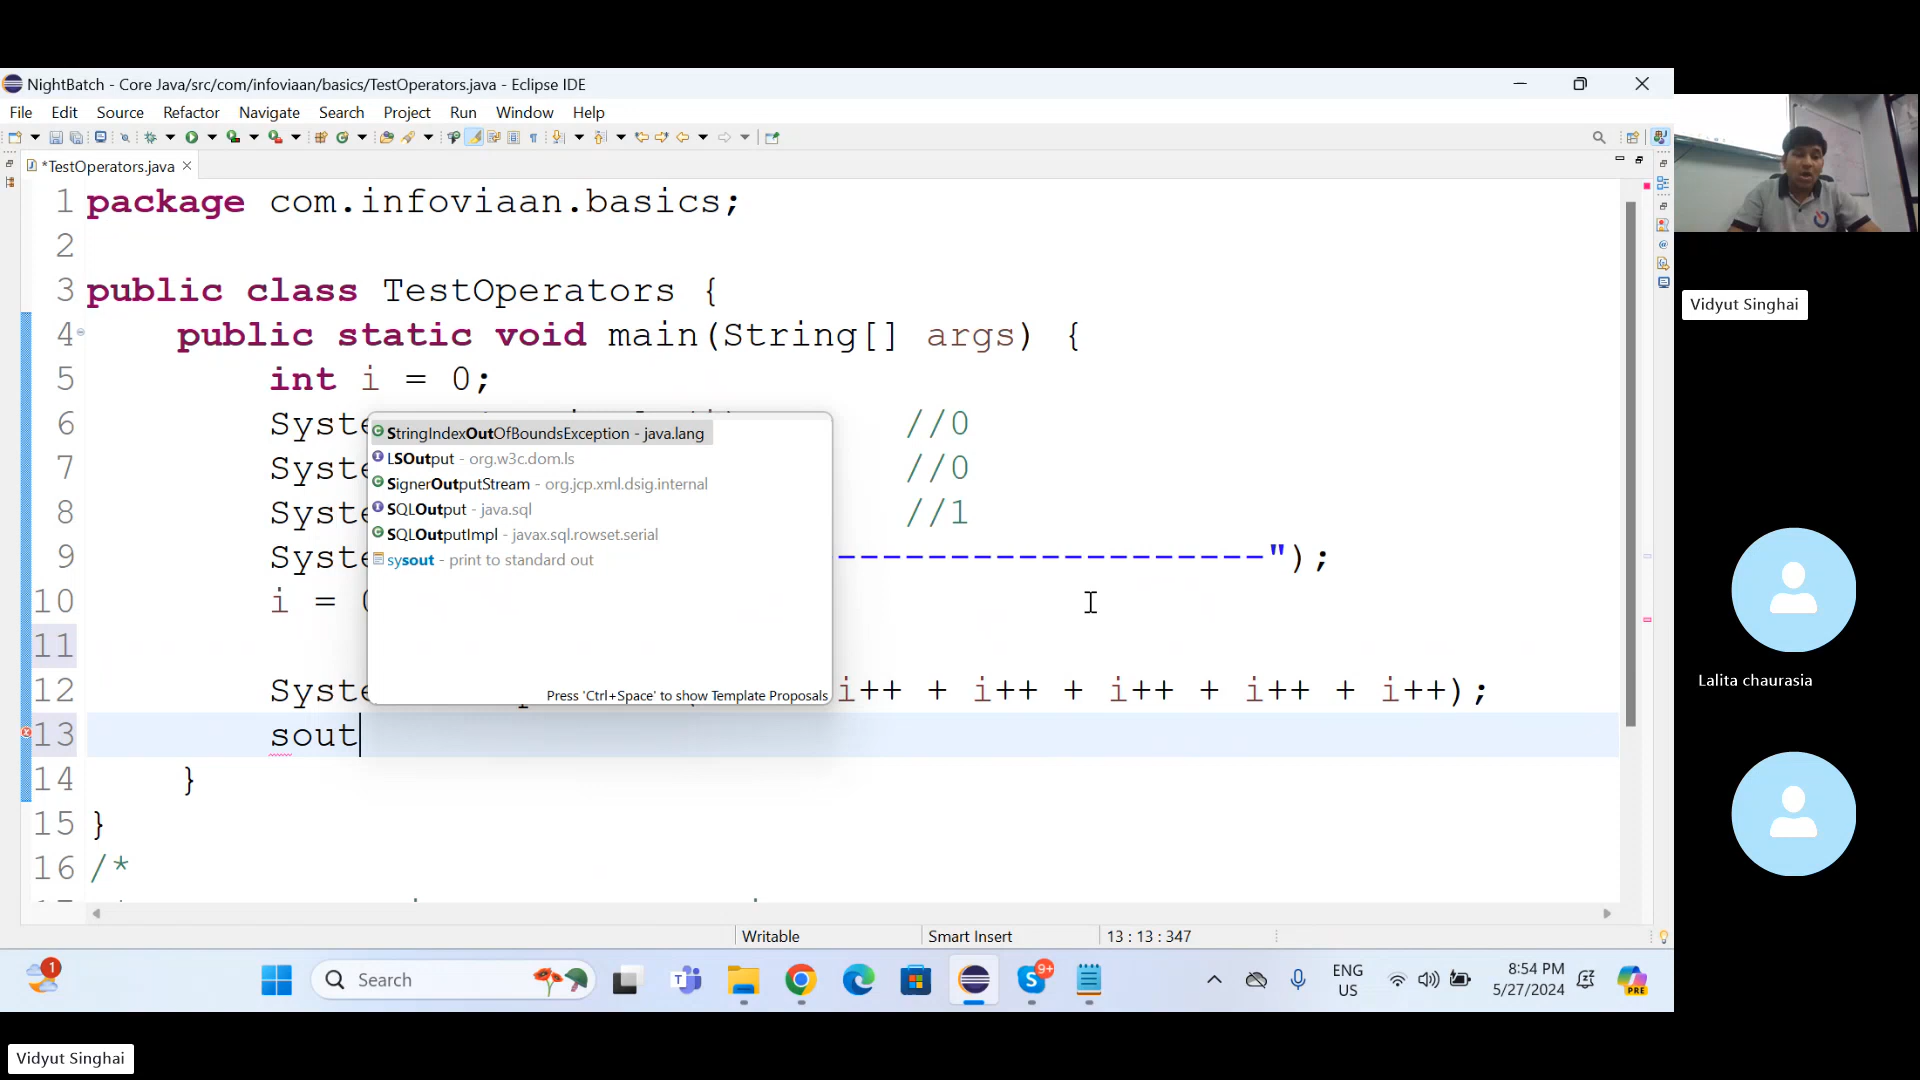 NightBatch - Core Java/src/com/infoviaan/basics/TestOperators.java - Eclipse IDE
File Edit Source Refactor Navigate Search Project Run Window Help
*TestOperators.java
1 package com.infoviaan.basics;
2
3 public class TestOperators {
4 public static void main(String[] args) {
5 int i = 0;
6 Syste //0
7 Syste //0
8 Syste //1
9 Syste -------------------");
10 i = 0
11
12 Syste i++ + i++ + i++ + i++ + i++);
13 sout
14 }
15 }
16 /*
StringIndexOutOfBoundsException - java.lang
LSOutput - org.w3c.dom.ls
SignerOutputStream - org.jcp.xml.dsig.internal
SQLOutput - java.sql
SQLOutputImpl - javax.sql.rowset.serial
sysout - print to standard out
Press 'Ctrl+Space' to show Template Proposals
Writable Smart Insert 13 : 13 : 347
1 Search 9+ ENG US 8:54 PM 5/27/2024 PRE
Vidyut Singhai
Lalita chaurasia
Vidyut Singhai